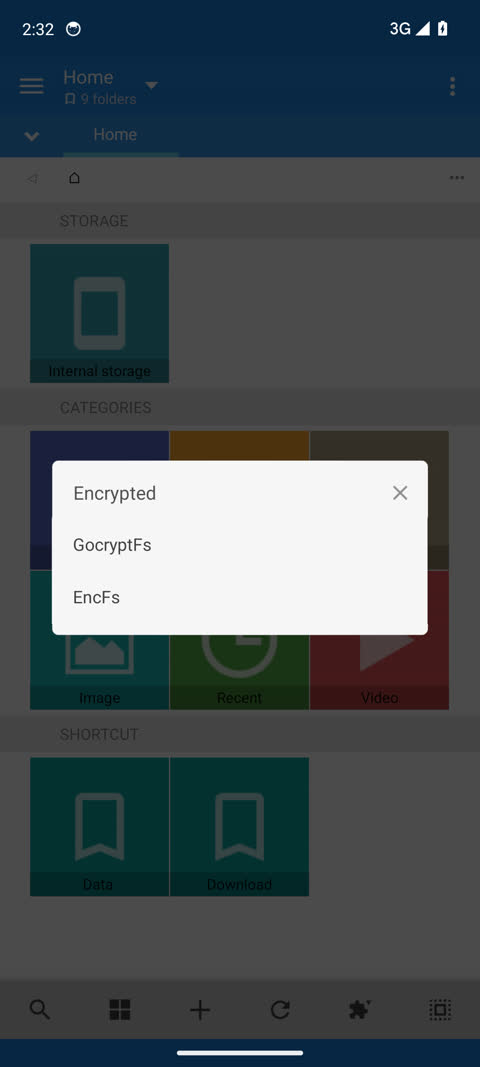 2:32
3G
Home
9 folders
Home
STORAGE
Internal storage
CATEGORIES
Encrypted
GocryptFs
EncFs
Image
Recent
Video
SHORTCUT
Data
Download